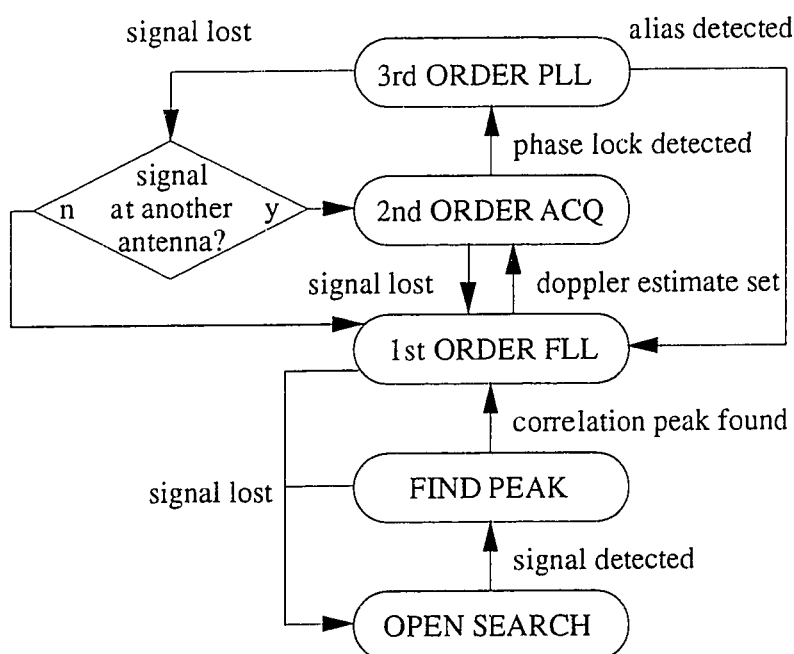 signal lost
alias detected
3rd ORDER PLL
phase lock detected
signal
n at another y
antenna?
2nd ORDER ACQ
signal lost
doppler estimate set
1st ORDER FLL
correlation peak found
signal lost
FIND PEAK
signal detected
OPEN SEARCH